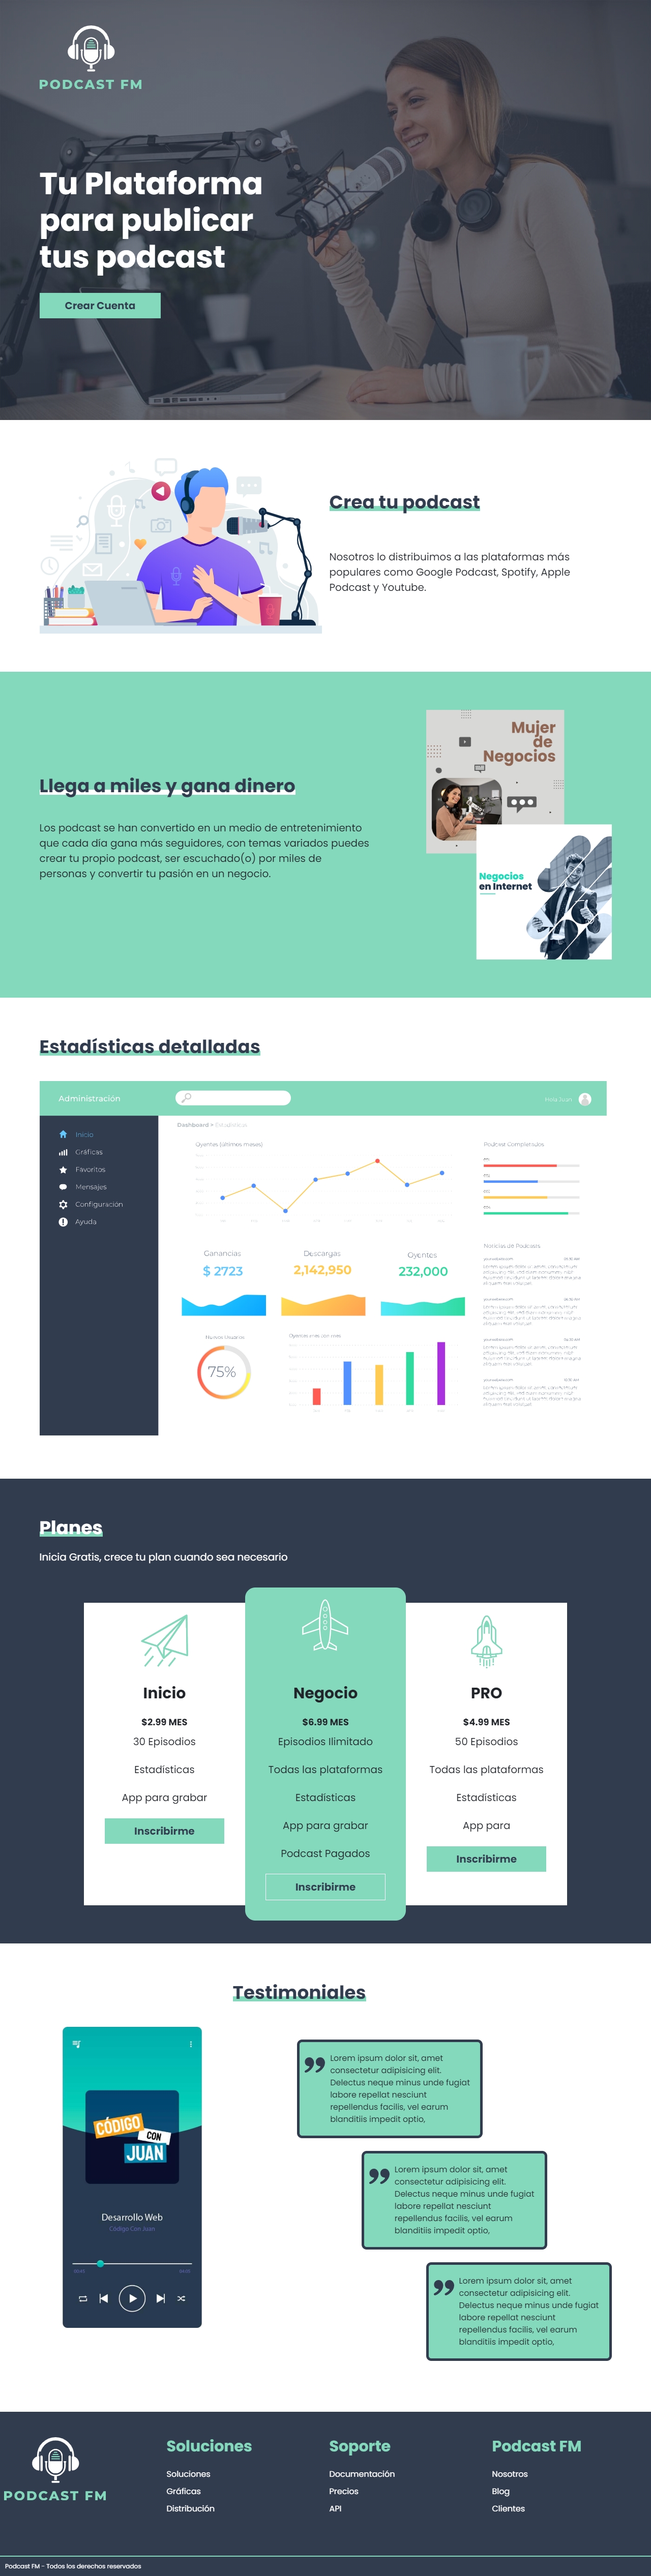 PODCAST FM
Tu Plataforma
para publicar
tus podcast
Crear Cuenta
Crea tu podcast
Nosotros lo distribuimos a las plataformas más
populares como Google Podcast, Spotify, Apple
Podcast y Youtube.
Llega a miles y gana dinero
Los podcast se han convertido en un medio de entretenimiento
que cada día gana más seguidores, con temas variados puedes
crear tu propio podcast, ser escuchado(o) por miles de
personas y convertir tu pasión en un negocio.
Mujer
de
Negocios
Negocios
en Internet
Estadísticas detalladas
Administración
Hola Juan
Inicio
Gráficas
Favoritos
Mensajes
Configuración
Ayuda
Dashboard > Estadísticas
Oyentes (últimos meses)
Podcast Completados
Ganancias
$ 2723
Descargas
2,142,950
Oyentes
232,000
Noticias de Podcasts
Nuevos Usuarios
75%
Oyentes mes con mes
Planes
Inicia Gratis, crece tu plan cuando sea necesario
Inicio
$2.99 MES
30 Episodios
Estadísticas
App para grabar
Inscribirme
Negocio
$6.99 MES
Episodios Ilimitado
Todas las plataformas
Estadísticas
App para grabar
Podcast Pagados
Inscribirme
PRO
$4.99 MES
50 Episodios
Todas las plataformas
Estadísticas
App para
Inscribirme
Testimoniales
CÓDIGO
CON
JUAN
Desarrollo Web
Código Con Juan
Lorem ipsum dolor sit, amet
consectetur adipisicing elit.
Delectus neque minus unde fugiat
labore repellat nesciunt
repellendus facilis, vel earum
blanditiis impedit optio,
Lorem ipsum dolor sit, amet
consectetur adipisicing elit.
Delectus neque minus unde fugiat
labore repellat nesciunt
repellendus facilis, vel earum
blanditiis impedit optio,
Lorem ipsum dolor sit, amet
consectetur adipisicing elit.
Delectus neque minus unde fugiat
labore repellat nesciunt
repellendus facilis, vel earum
blanditiis impedit optio,
PODCAST FM
Soluciones
Soluciones
Gráficas
Distribución
Soporte
Documentación
Precios
API
Podcast FM
Nosotros
Blog
Clientes
Podcast FM - Todos los derechos reservados